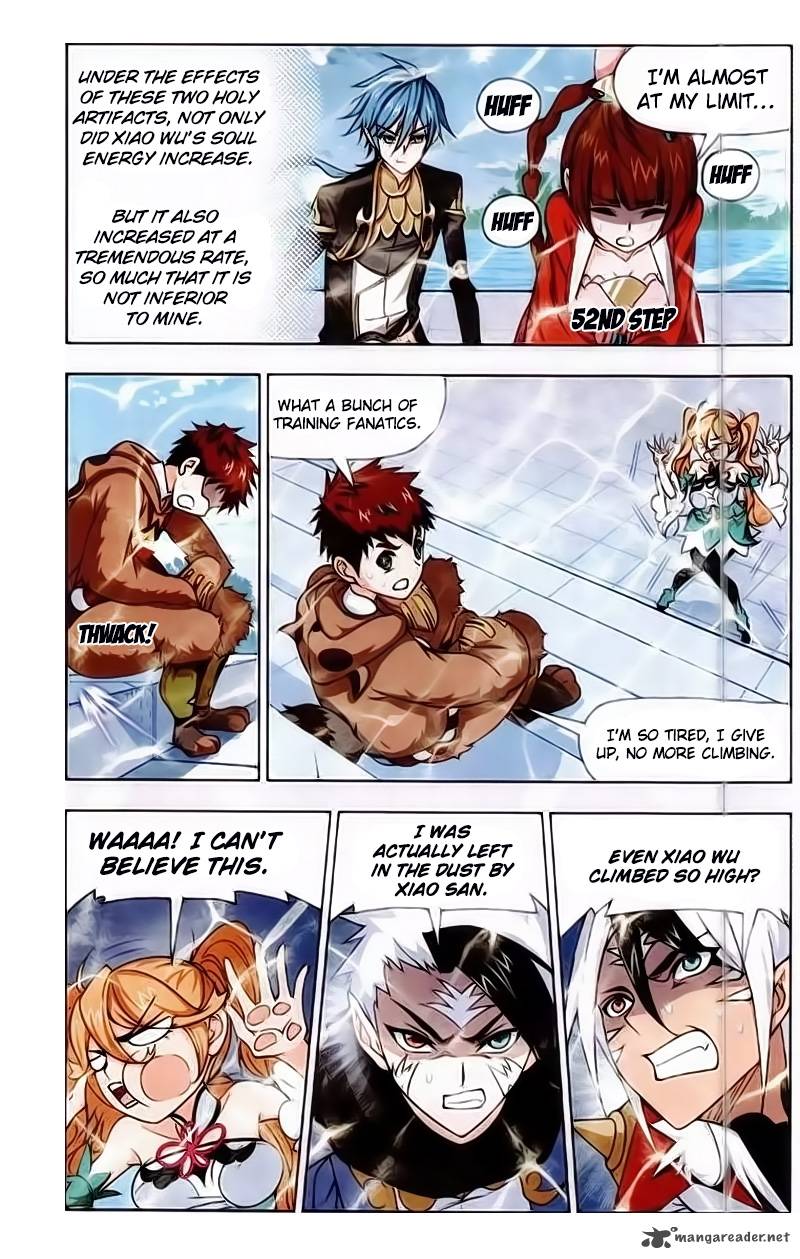 UNDER THE EFFECTS
OF THESE TWO HOLY
ARTIFACTS, NOT ONLY
DID XIAO WU'S SOUL
ENERGY INCREASE.
BUT IT ALSO
INCREASED AT A
TREMENDOUS RATE,
SO MUCH THAT IT IS
NOT INFERIOR
TO MINE.
HUFF
I'M ALMOST
AT MY LIMIT...
HUFF
HUFF
52ND STEP
THWACK!
WHAT A BUNCH OF
TRAINING FANATICS.
I'M SO TIRED, I GIVE
UP, NO MORE CLIMBING.
WAAAA! I CAN'T
BELIEVE THIS.
I WAS
ACTUALLY LEFT
IN THE DUST BY
XIAO SAN.
EVEN XIAO WU
CLIMBED SO HIGH?
mangareader.net